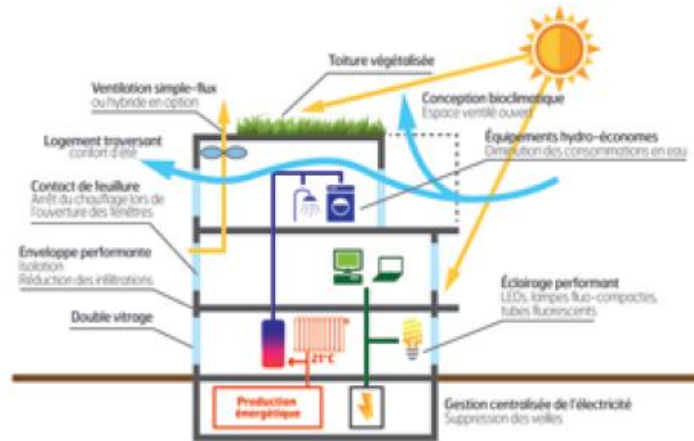 Toiture végétalisée
Ventilation simple-flux
ou hybride en option
Conception bioclimatique
Espace ventilé ouvert
Logement traversant
confort d'été
Équipements hydro-économes
Diminution des consommations en eau
Contact de feuillure
Arrêt du chauffage lors de
l'ouverture des fenêtres
Enveloppe performante
Isolation
Réduction des infiltrations
Éclairage performant
LEDs, lampes fluo-compactes,
tubes fluorescents
Double vitrage
21°C
Production
énergétique
Gestion centralisée de l'électricité
Suppression des veilles